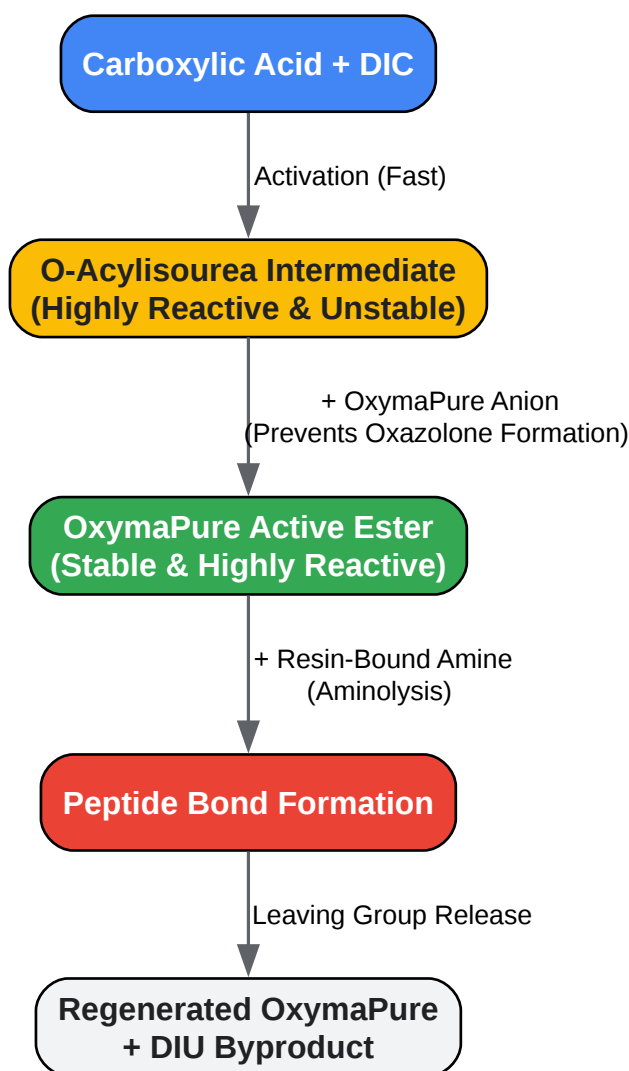 Carboxylic Acid + DIC
Activation (Fast)
O-Acylisourea Intermediate
(Highly Reactive & Unstable)
+ OxymaPure Anion
(Prevents Oxazolone Formation)
OxymaPure Active Ester
(Stable & Highly Reactive)
+ Resin-Bound Amine
(Aminolysis)
Peptide Bond Formation
Leaving Group Release
Regenerated OxymaPure
+ DIU Byproduct